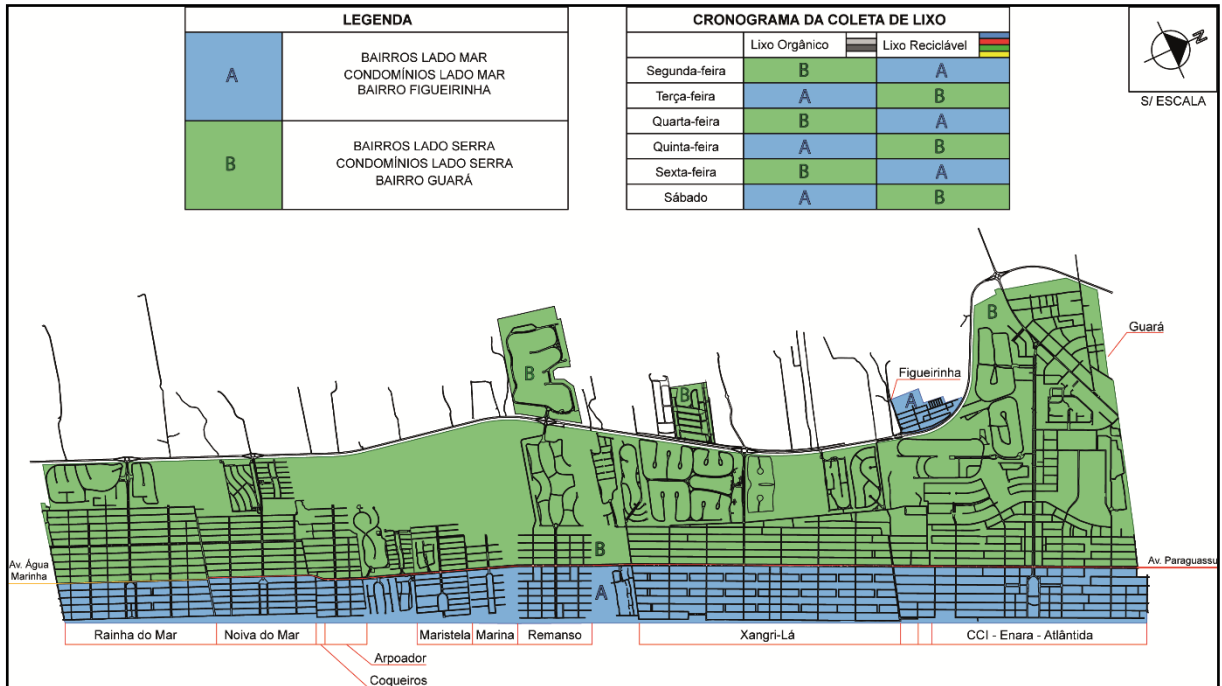 LEGENDA
A
BAIRROS LADO MAR
CONDOMÍNIOS LADO MAR
BAIRRO FIGUEIRINHA
B
BAIRROS LADO SERRA
CONDOMÍNIOS LADO SERRA
BAIRRO GUARÁ
CRONOGRAMA DA COLETA DE LIXO
Lixo Orgânico Lixo Reciclável
Segunda-feira B A
Terça-feira A B
Quarta-feira B A
Quinta-feira A B
Sexta-feira B A
Sábado A B
N
S/ ESCALA
B
Guará
B
Figueirinha
B
A
Av. Água
Marinha
B
Av. Paraguassu
A
Rainha do Mar
Noiva do Mar
Maristela
Marina
Remanso
Xangri-Lá
CCI - Enara - Atlântida
Arpoador
Coqueiros